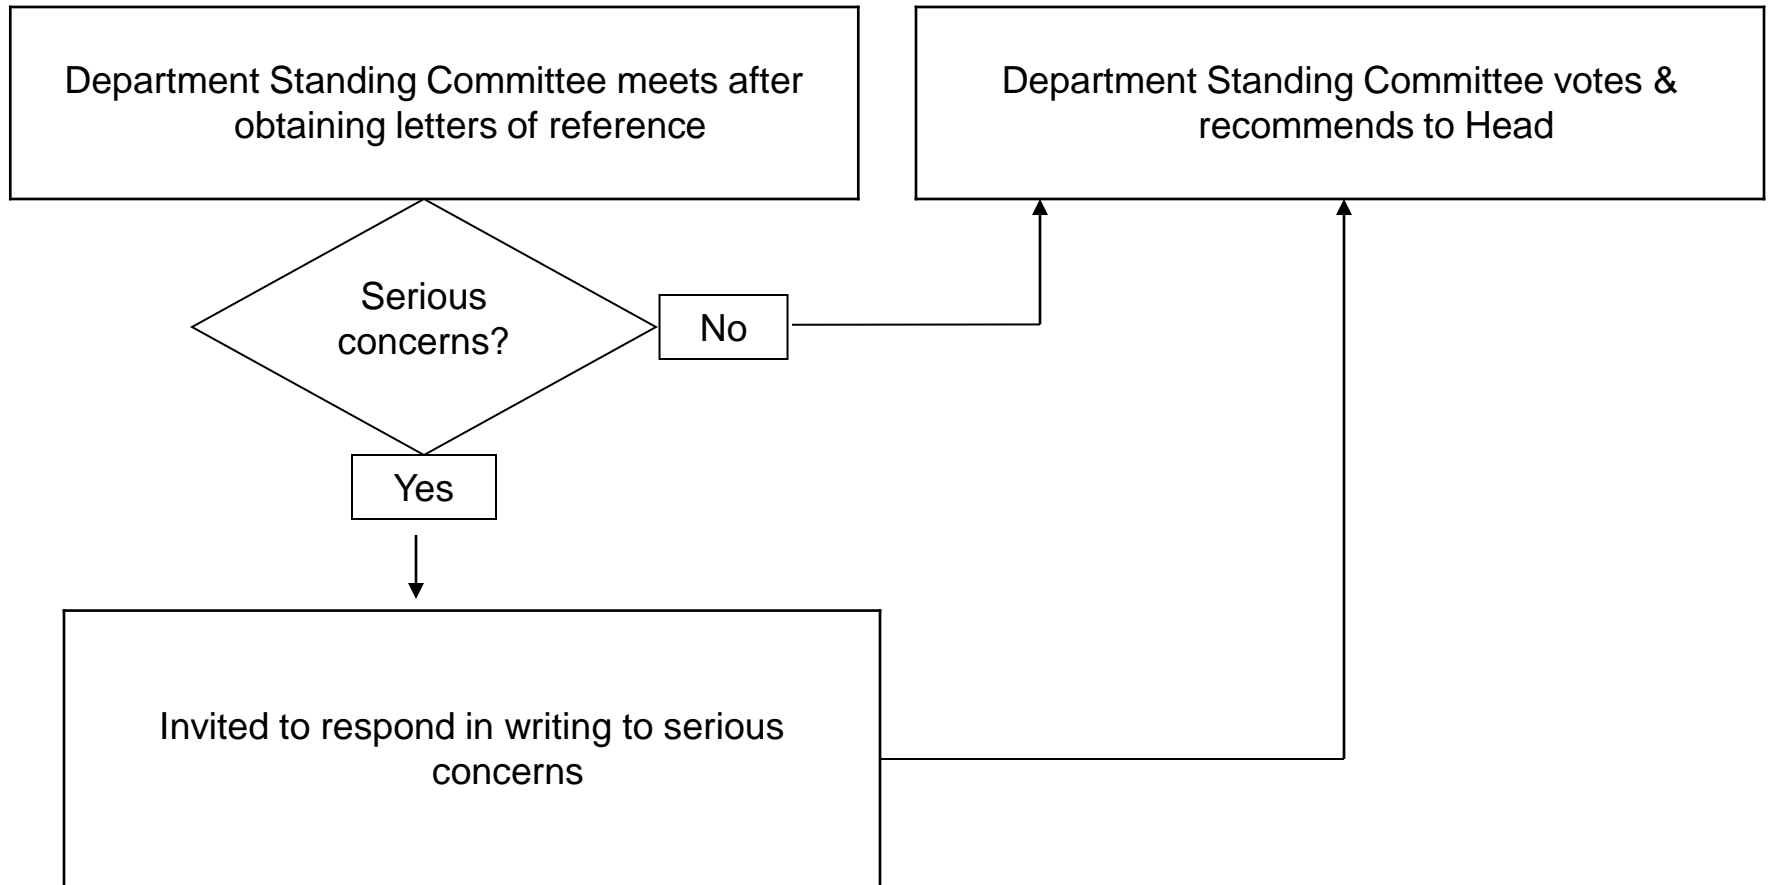 Department Standing Committee meets after
obtaining letters of reference
Department Standing Committee votes &
recommends to Head
Serious
concerns?
No
Yes
Invited to respond in writing to serious
concerns